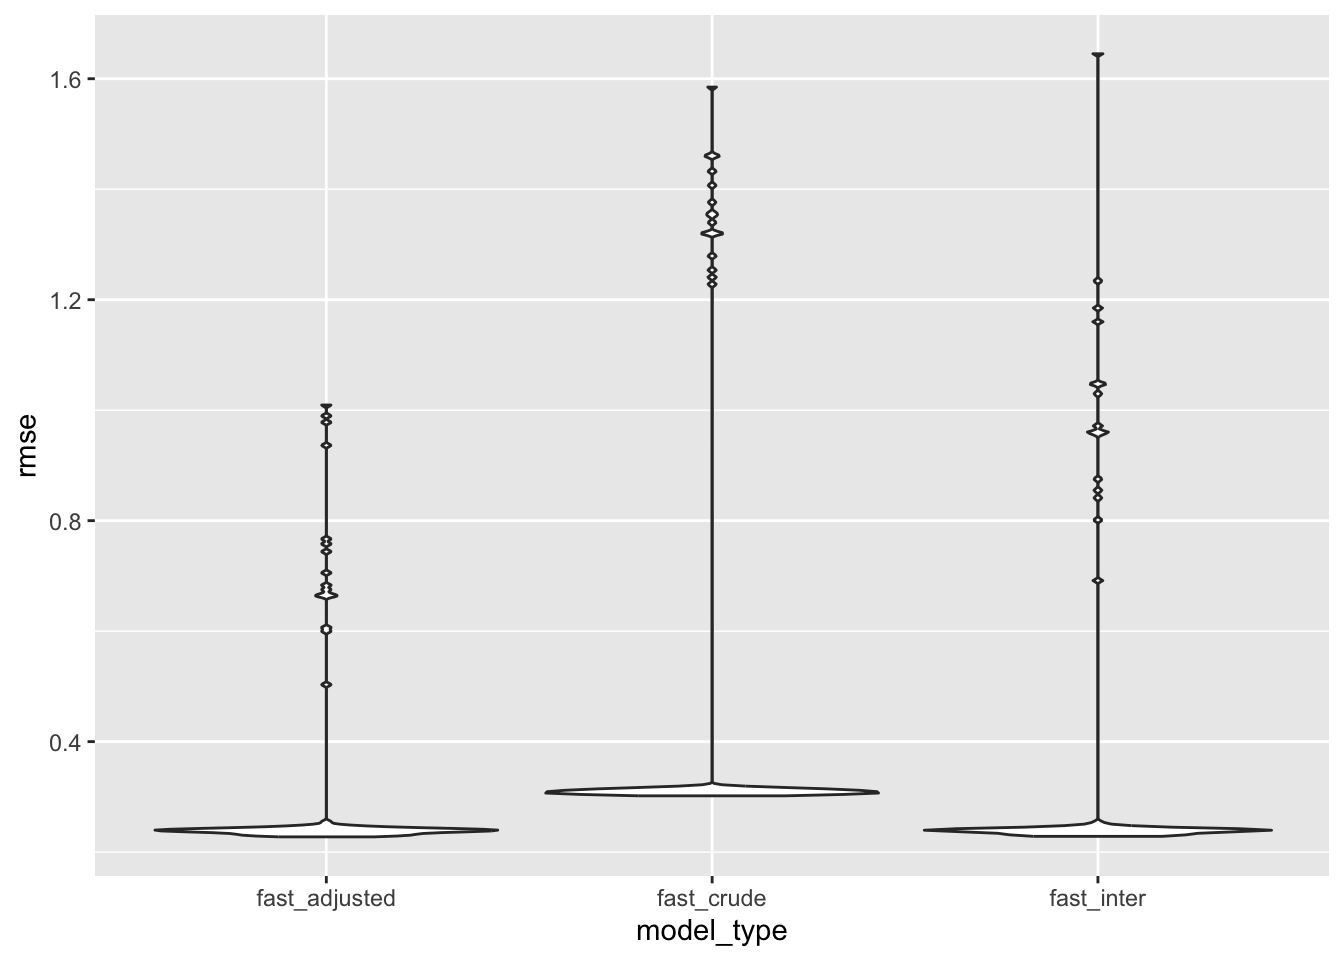 rmse
1.6
1.2
0.8
0.4
fast_adjusted
fast_crude
fast_inter
model_type